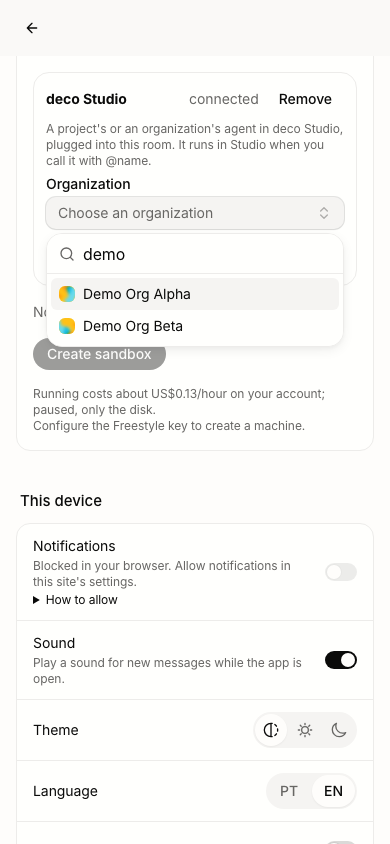 deco Studio
connected
Remove
A project's or an organization's agent in deco Studio,
plugged into this room. It runs in Studio when you
call it with @name.
Organization
Choose an organization
demo
Demo Org Alpha
Demo Org Beta
Create sandbox
Running costs about US$0.13/hour on your account;
paused, only the disk.
Configure the Freestyle key to create a machine.
This device
Notifications
Blocked in your browser. Allow notifications in
this site's settings.
How to allow
Sound
Play a sound for new messages while the app is
open.
Theme
Language
PT
EN